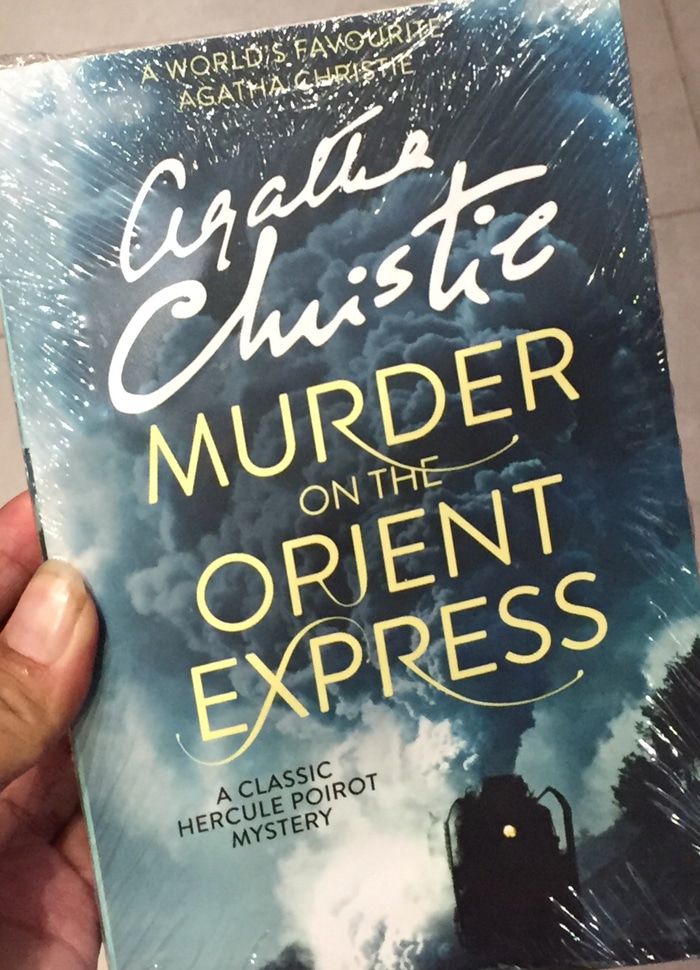 A WORLD'S FAVOURITE
AGATHA CHRISTIE
Agatha
Christie
MURDER
ON THE
ORIENT
EXPRESS
A CLASSIC
HERCULE POIROT
MYSTERY